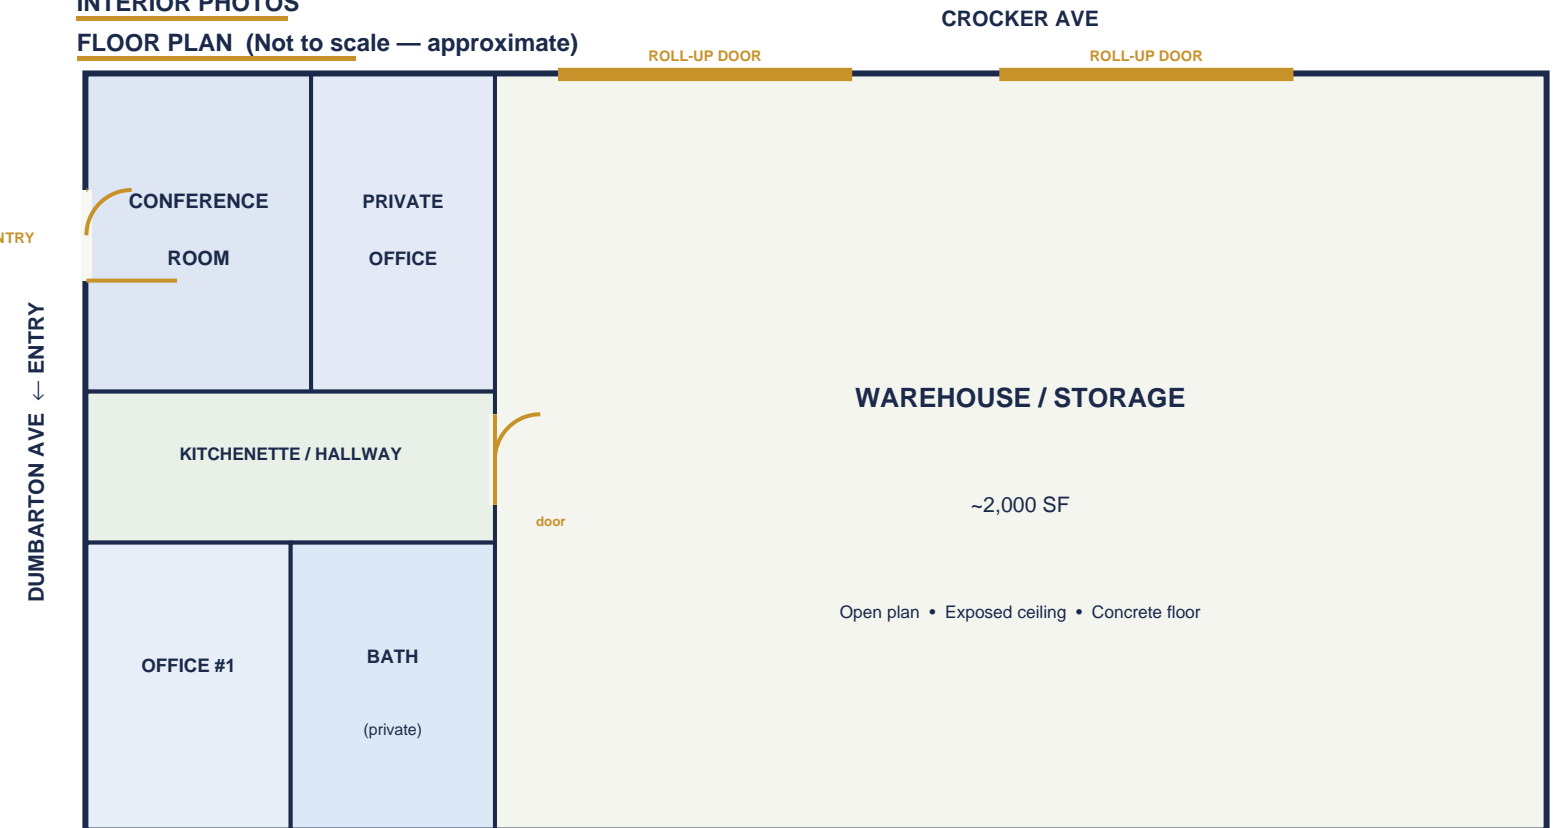 INTERIOR PHOTOS
CROCKER AVE
FLOOR PLAN (Not to scale — approximate)
ROLL-UP DOOR
ROLL-UP DOOR
CONFERENCE
ROOM
PRIVATE
OFFICE
NTRY
DUMBARTON AVE ← ENTRY
WAREHOUSE / STORAGE
KITCHENETTE / HALLWAY
~2,000 SF
door
Open plan • Exposed ceiling • Concrete floor
OFFICE #1
BATH
(private)